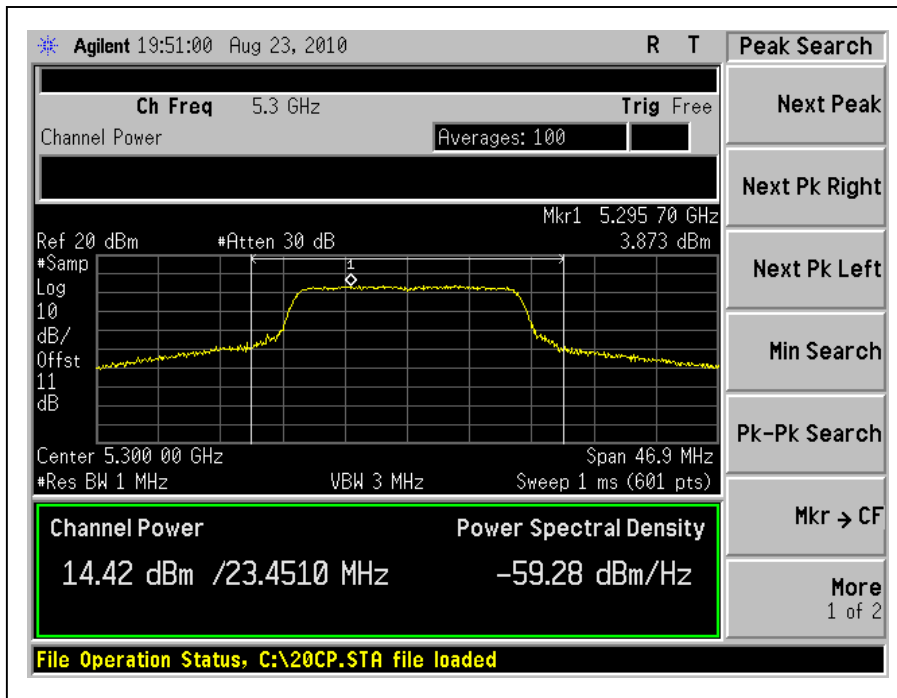 Agilent 19:51:00 Aug 23, 2010 R T
Peak Search
Ch Freq 5.3 GHz Trig Free
Channel Power Averages: 100
Next Peak
Next Pk Right
Mkr1 5.295 70 GHz
Ref 20 dBm #Atten 30 dB 3.873 dBm
#Samp
Log
10
dB/
Offst
11
dB
1
Next Pk Left
Min Search
Pk-Pk Search
Center 5.300 00 GHz Span 46.9 MHz
#Res BW 1 MHz VBW 3 MHz Sweep 1 ms (601 pts)
Channel Power Power Spectral Density
14.42 dBm /23.4510 MHz -59.28 dBm/Hz
Mkr → CF
More
1 of 2
File Operation Status, C:\20CP.STA file loaded